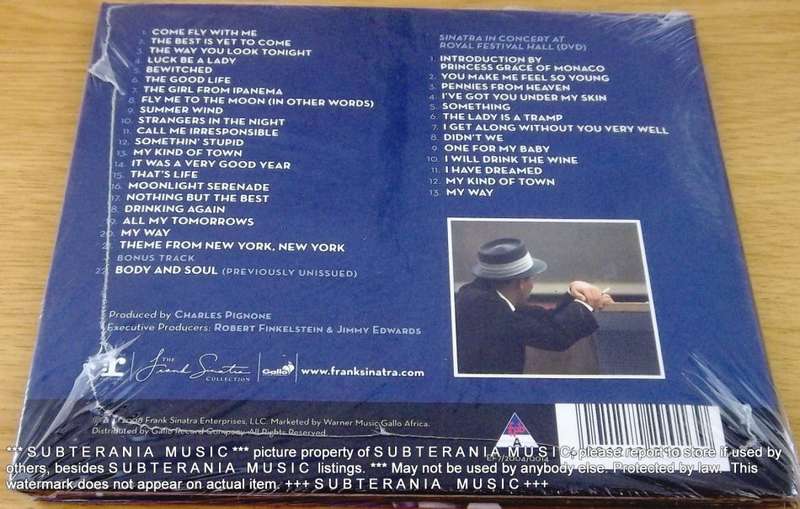 1. COME FLY WITH ME
2. THE BEST IS YET TO COME
3. THE WAY YOU LOOK TONIGHT
4. LUCK BE A LADY
5. BEWITCHED
6. THE GOOD LIFE
7. THE GIRL FROM IPANEMA
8. FLY ME TO THE MOON (IN OTHER WORDS)
9. SUMMER WIND
10. STRANGERS IN THE NIGHT
11. CALL ME IRRESPONSIBLE
12. SOMETHIN' STUPID
13. MY KIND OF TOWN
14. IT WAS A VERY GOOD YEAR
15. THAT'S LIFE
16. MOONLIGHT SERENADE
17. NOTHING BUT THE BEST
18. DRINKING AGAIN
19. ALL MY TOMORROWS
20. MY WAY
21. THEME FROM NEW YORK, NEW YORK
BONUS TRACK
22. BODY AND SOUL (PREVIOUSLY UNISSUED)
Produced by CHARLES PIGNONE
Executive Producers: ROBERT FINKELSTEIN & JIMMY EDWARDS
SINATRA IN CONCERT AT
ROYAL FESTIVAL HALL (DVD)
1. INTRODUCTION BY
PRINCESS GRACE OF MONACO
2. YOU MAKE ME FEEL SO YOUNG
3. PENNIES FROM HEAVEN
4. I'VE GOT YOU UNDER MY SKIN
5. SOMETHING
6. THE LADY IS A TRAMP
7. I GET ALONG WITHOUT YOU VERY WELL
8. DIDN'T WE
9. ONE FOR MY BABY
10. I WILL DRINK THE WINE
11. I HAVE DREAMED
12. MY KIND OF TOWN
13. MY WAY
r
THE
Frank Sinatra
COLLECTION
Gallo
www.franksinatra.com
2008 Frank Sinatra Enterprises, LLC. Marketed by Warner Music Gallo Africa.
Distributed by Gallo Record Company. All Rights Reserved.
A
*** SUBTERANIA MUSIC *** picture property of SUBTERANIA MUSIC, please report to store if used by
others, besides SUBTERANIA MUSIC listings. *** May not be used by anybody else. Protected by law. This
watermark does not appear on actual item. +++ SUBTERANIA MUSIC +++